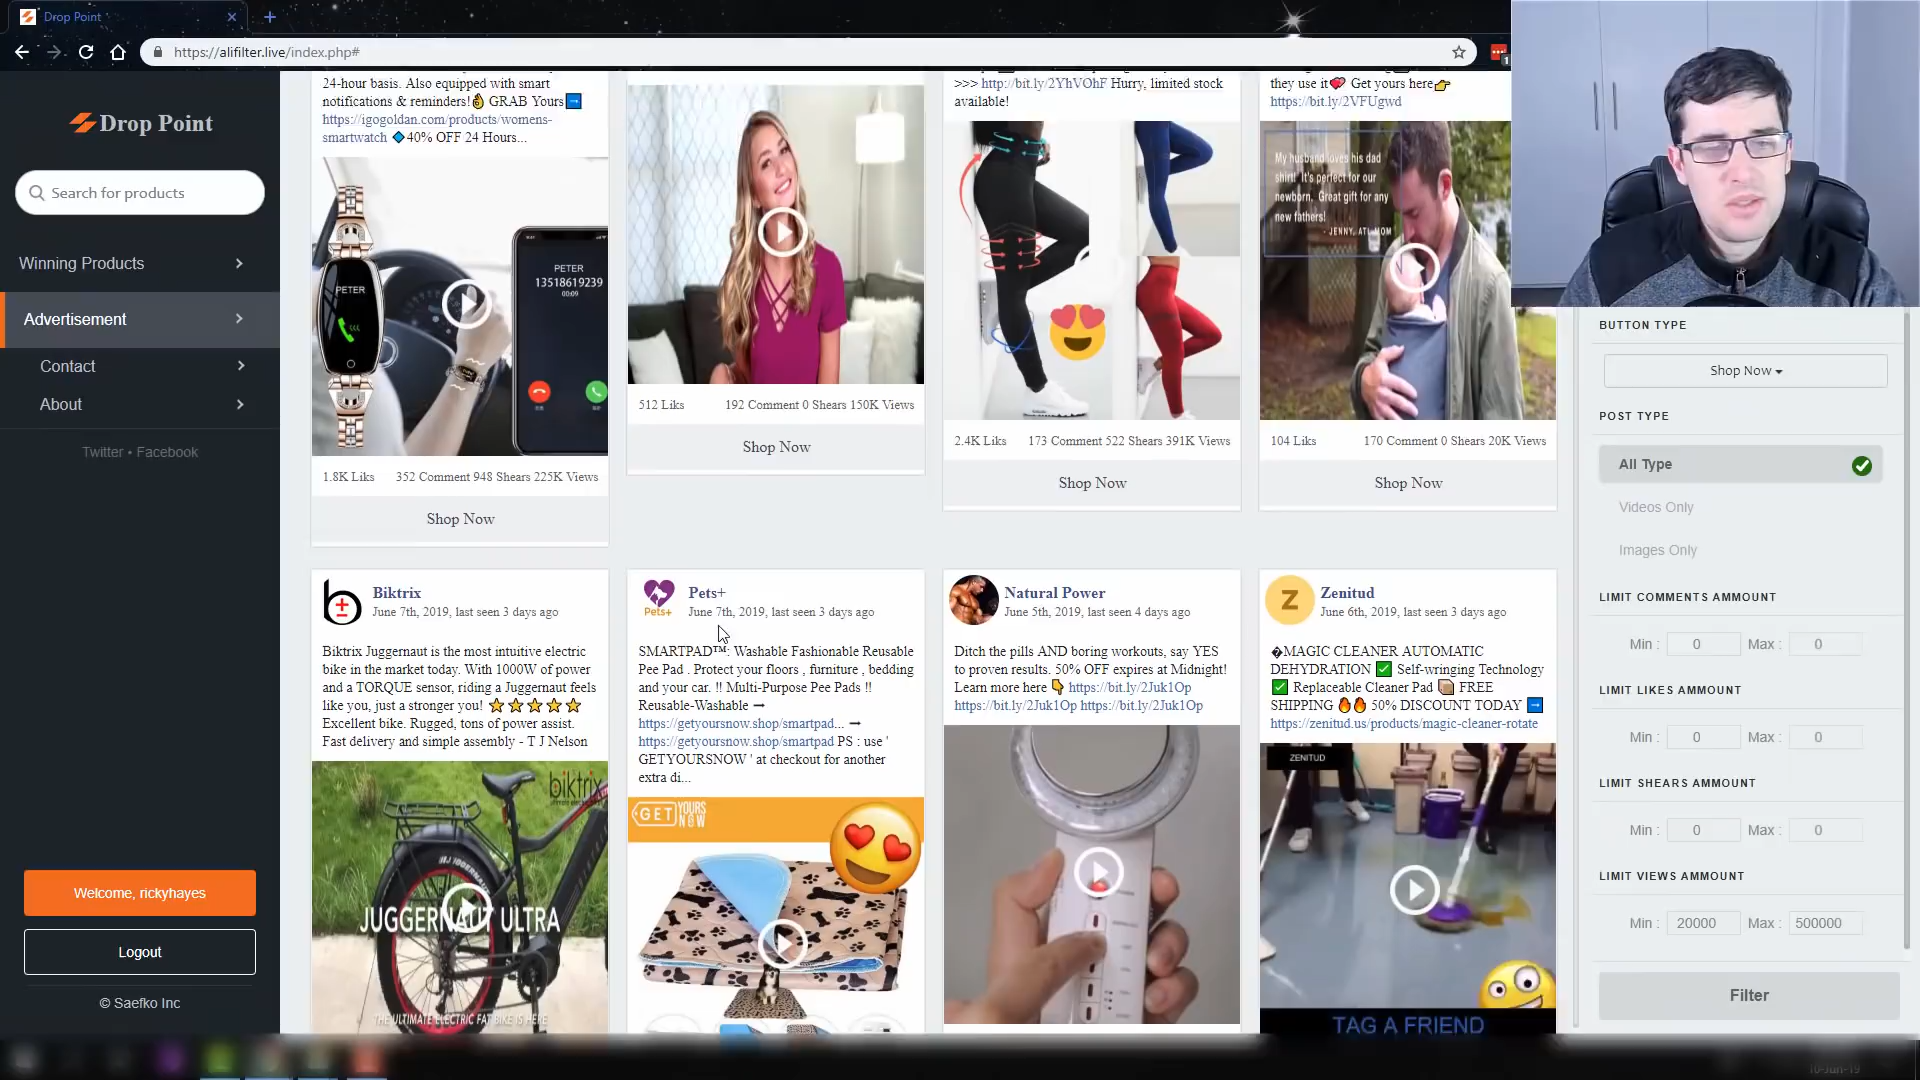 Drop Point
https://alifilter.live/index.php#
Drop Point
Search for products
Winning Products
Advertisement
Contact
About
Twitter • Facebook
Welcome, rickyhayes
Logout
© Saefko Inc
24-hour basis. Also equipped with smart
notifications & reminders!👌 GRAB Yours➡️
https://igogoldan.com/products/womens-
smartwatch 🔷40% OFF 24 Hours...
PETER
PETER
13518619239
00:09
1.8K Liks
352 Comment 948 Shears 225K Views
Shop Now
512 Liks
192 Comment 0 Shears 150K Views
Shop Now
>>> http://bit.ly/2YhVOhF Hurry, limited stock
available!
2.4K Liks
173 Comment 522 Shears 391K Views
Shop Now
they use it💓 Get yours here👉
https://bit.ly/2VFUgwd
My husband loves his dad
shirt! It's perfect for our
newborn. Great gift for any
new fathers!
- JENNY, ATL MOM
104 Liks
170 Comment 0 Shears 20K Views
Shop Now
Biktrix
June 7th, 2019, last seen 3 days ago
Biktrix Juggernaut is the most intuitive electric
bike in the market today. With 1000W of power
and a TORQUE sensor, riding a Juggernaut feels
like you, just a stronger you! ⭐⭐⭐⭐⭐
Excellent bike. Rugged, tons of power assist.
Fast delivery and simple assembly - T J Nelson
biktrix
JUGGERNAUT ULTRA
THE ULTIMATE ELECTRIC FAT BIKE IS HERE
Pets+
Pets+
June 7th, 2019, last seen 3 days ago
SMARTPAD™: Washable Fashionable Reusable
Pee Pad . Protect your floors , furniture , bedding
and your car. !! Multi-Purpose Pee Pads !!
Reusable-Washable ➞
https://getyoursnow.shop/smartpad... ➞
https://getyoursnow.shop/smartpad PS : use '
GETYOURSNOW ' at checkout for another
extra di...
GET YOURS NOW
Natural Power
June 5th, 2019, last seen 4 days ago
Ditch the pills AND boring workouts, say YES
to proven results. 50% OFF expires at Midnight!
Learn more here 👇 https://bit.ly/2Juk1Op
https://bit.ly/2Juk1Op https://bit.ly/2Juk1Op
Z
Zenitud
June 6th, 2019, last seen 3 days ago
�MAGIC CLEANER AUTOMATIC
DEHYDRATION ✅ Self-wringing Technology
✅ Replaceable Cleaner Pad 📦 FREE
SHIPPING 🔥🔥 50% DISCOUNT TODAY ➡️
https://zenitud.us/products/magic-cleaner-rotate
ZENITUD
TAG A FRIEND
BUTTON TYPE
Shop Now
POST TYPE
All Type
Videos Only
Images Only
LIMIT COMMENTS AMMOUNT
Min : 0 Max : 0
LIMIT LIKES AMMOUNT
Min : 0 Max : 0
LIMIT SHEARS AMMOUNT
Min : 0 Max : 0
LIMIT VIEWS AMMOUNT
Min : 20000 Max : 500000
Filter
10-Jun-19